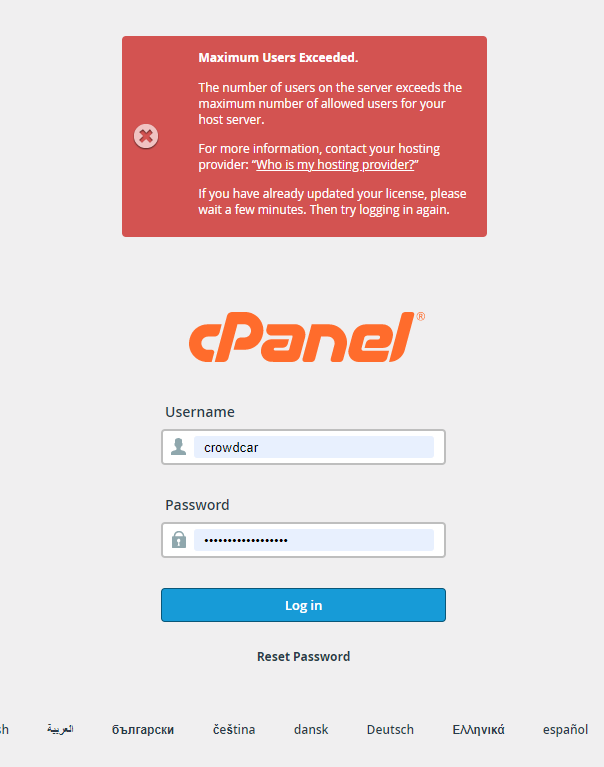 Maximum Users Exceeded.
The number of users on the server exceeds the
maximum number of allowed users for your
host server.
For more information, contact your hosting
provider: “Who is my hosting provider?”
If you have already updated your license, please
wait a few minutes. Then try logging in again.
cPanel®
Username
crowdcar
Password
••••••••••••••••••
Log in
Reset Password
sh العربية български čeština dansk Deutsch Ελληνικά español